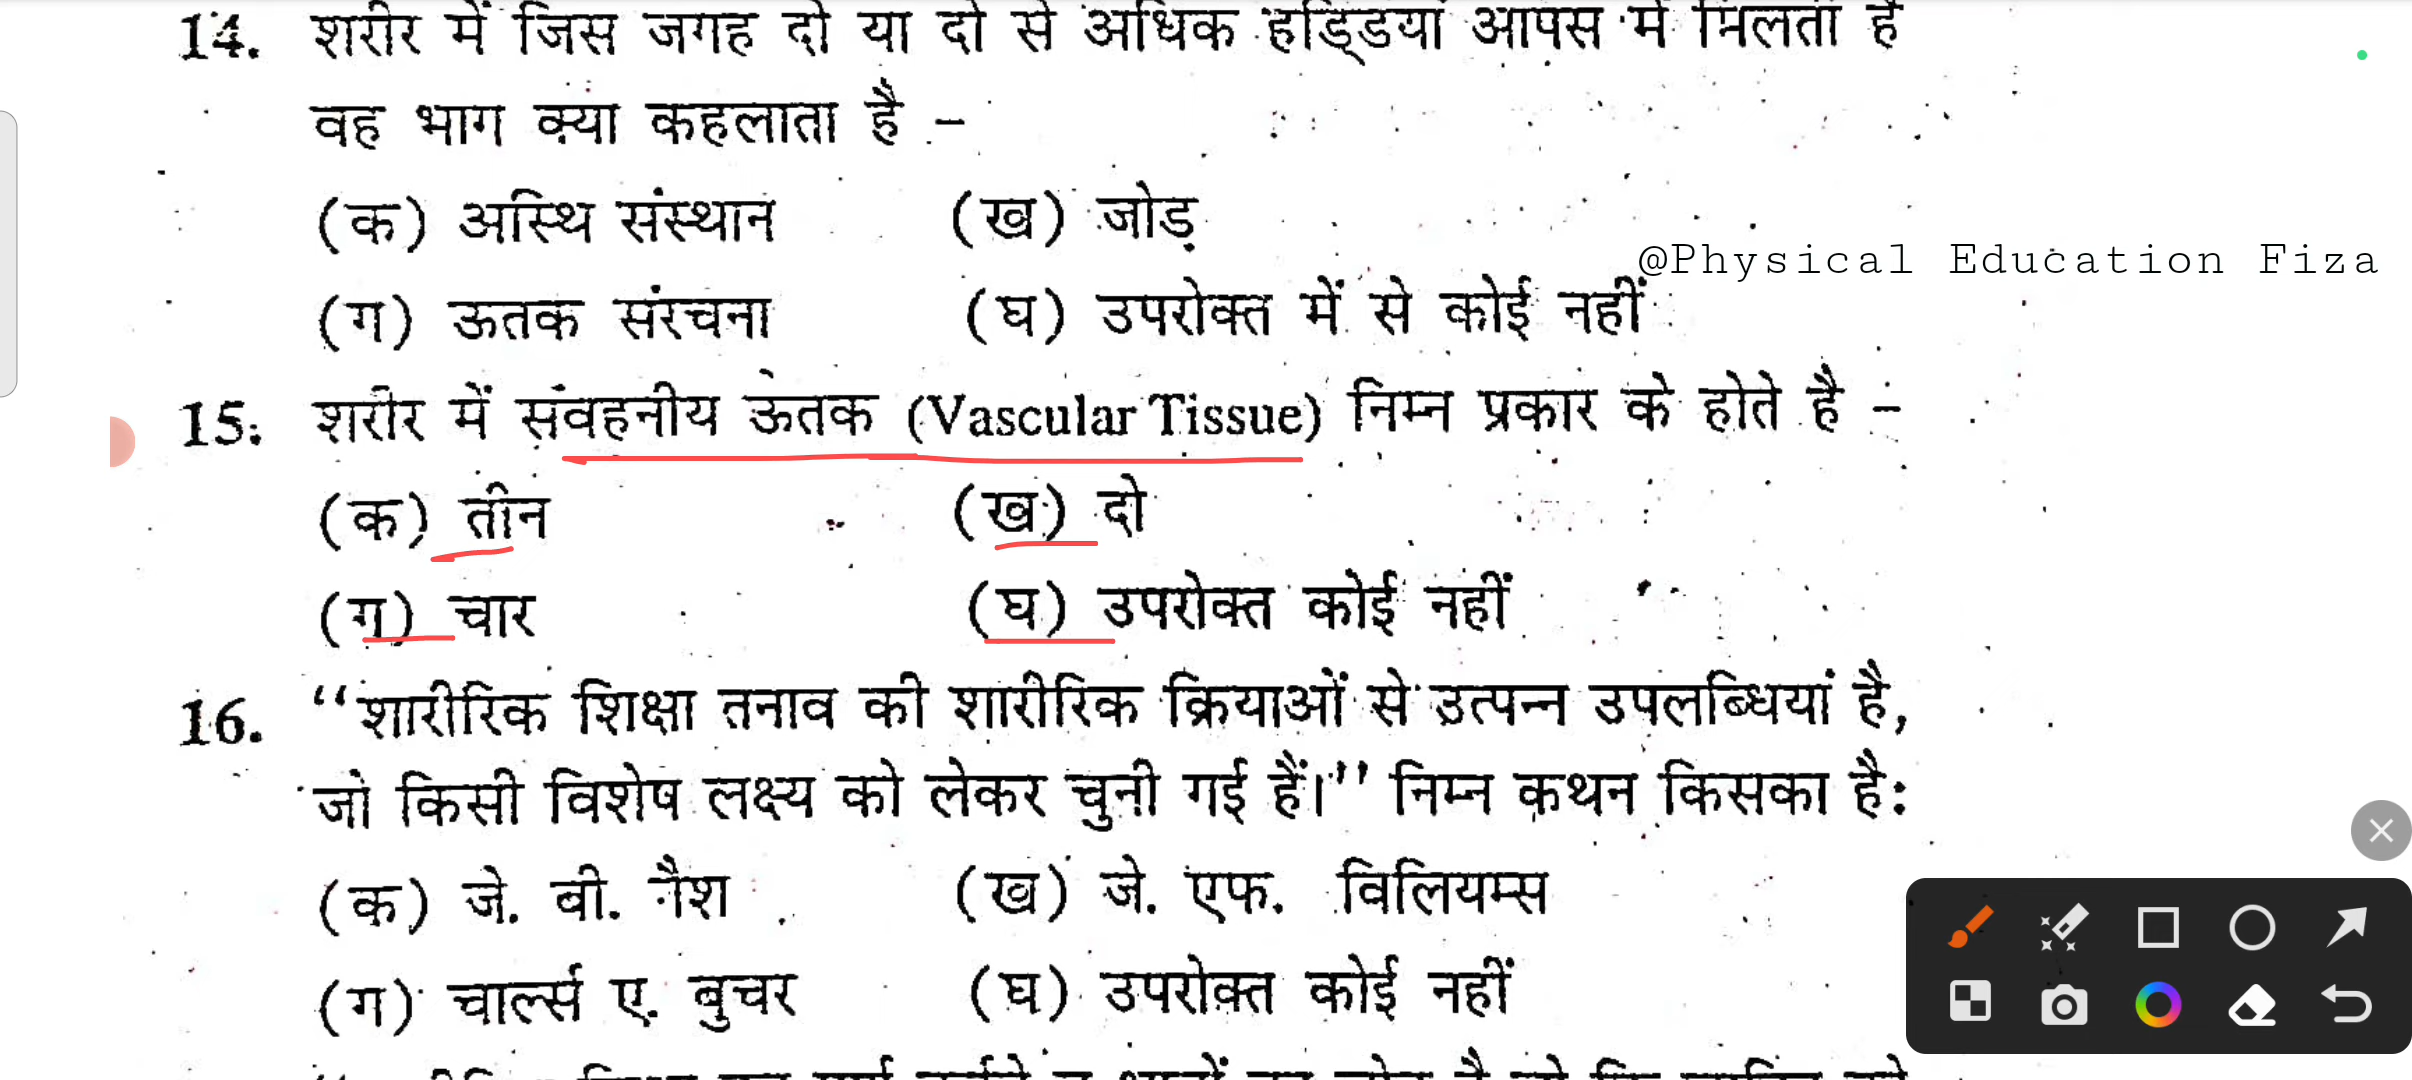 14. शरीर में जिस जगह दो या दो से अधिक हड्डियां आपस में मिलती है
वह भाग क्या कहलाता है –
(क) अस्थि संस्थान (ख) जोड़
@Physical Education Fiza
(ग) ऊतक संरचना (घ) उपरोक्त में से कोई नहीं
15. शरीर में संवहनीय ऊतक (Vascular Tissue) निम्न प्रकार के होते है –
(क) तीन (ख) दो
(ग) चार (घ) उपरोक्त कोई नहीं
16. ‘‘शारीरिक शिक्षा तनाव की शारीरिक क्रियाओं से उत्पन्न उपलब्धियां है,
जो किसी विशेष लक्ष्य को लेकर चुनी गई हैं।’’ निम्न कथन किसका है:
(क) जे. बी. नैश (ख) जे. एफ. विलियम्स
(ग) चार्ल्स ए. बुचर (घ) उपरोक्त कोई नहीं